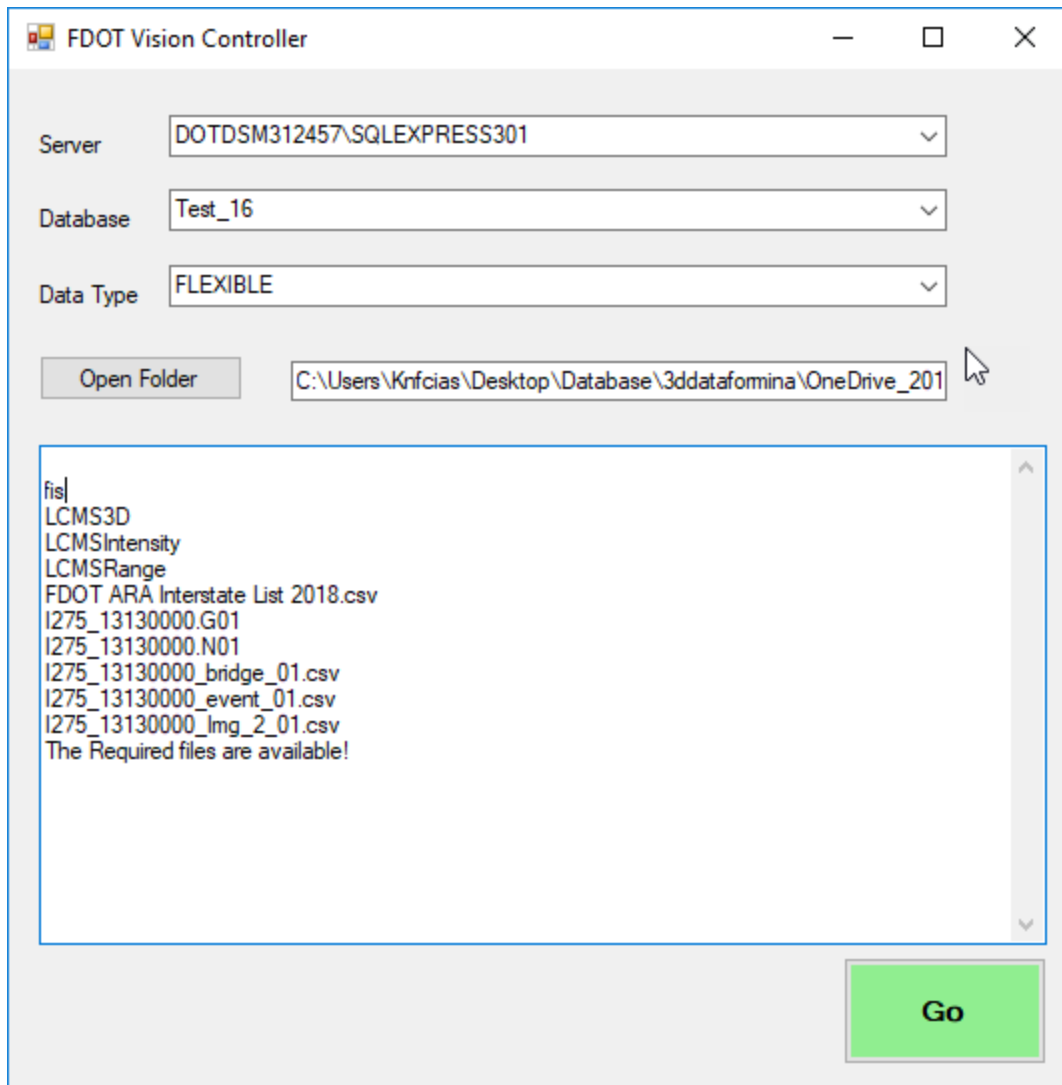 FDOT Vision Controller
Server DOTDSM312457\SQLEXPRESS301
Database Test_16
Data Type FLEXIBLE
Open Folder C:\Users\Knfcias\Desktop\Database\3ddataformina\OneDrive_201
fis
LCMS3D
LCMSIntensity
LCMSRange
FDOT ARA Interstate List 2018.csv
I275_13130000.G01
I275_13130000.N01
I275_13130000_bridge_01.csv
I275_13130000_event_01.csv
I275_13130000_Img_2_01.csv
The Required files are available!
Go